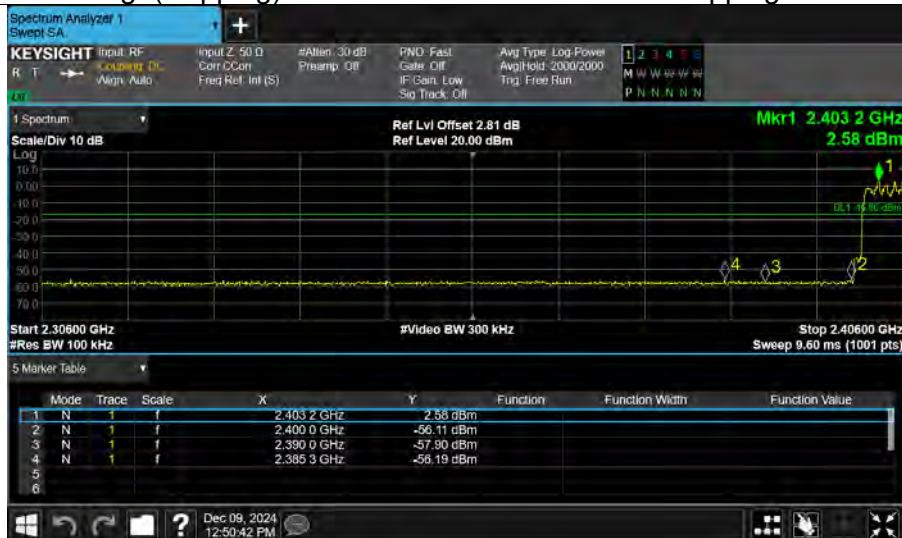 Spectrum Analyzer 1
Swept SA
+
KEYSIGHT Input: RF Input Z: 50 Ω #Atten: 30 dB PNO: Fast Avg Type: Log-Power 1 2 3 4 5 6
R T Coupling: DC Corr CCorr Preamp: Off Gate: Off Avg|Hold: 2000/2000 M W W W W W
Align: Auto Freq Ref: Int (S) IF Gain: Low Trig: Free Run
Sig Track: Off P N N N N N
1 Spectrum Ref Lvl Offset 2.81 dB Mkr1 2.403 2 GHz
Scale/Div 10 dB Ref Level 20.00 dBm 2.58 dBm
Log
10.0
0.00
-10.0
-20.0
-30.0
-40.0
-50.0
-60.0
-70.0
1
4 3 2
Start 2.30600 GHz #Video BW 300 kHz Stop 2.40600 GHz
#Res BW 100 kHz Sweep 9.60 ms (1001 pts)
5 Marker Table
Mode Trace Scale X Y Function Function Width Function Value
1 N 1 f 2.403 2 GHz 2.58 dBm
2 N 1 f 2.400 0 GHz -56.11 dBm
3 N 1 f 2.390 0 GHz -57.90 dBm
4 N 1 f 2.385 3 GHz -56.19 dBm
5
6
? Dec 09, 2024
12:50:42 PM